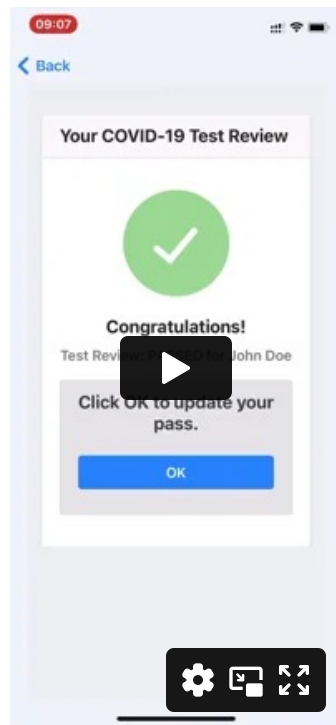 09:07
Back
Your COVID-19 Test Review
Congratulations!
Test Review: PASSED for John Doe
Click OK to update your
pass.
OK